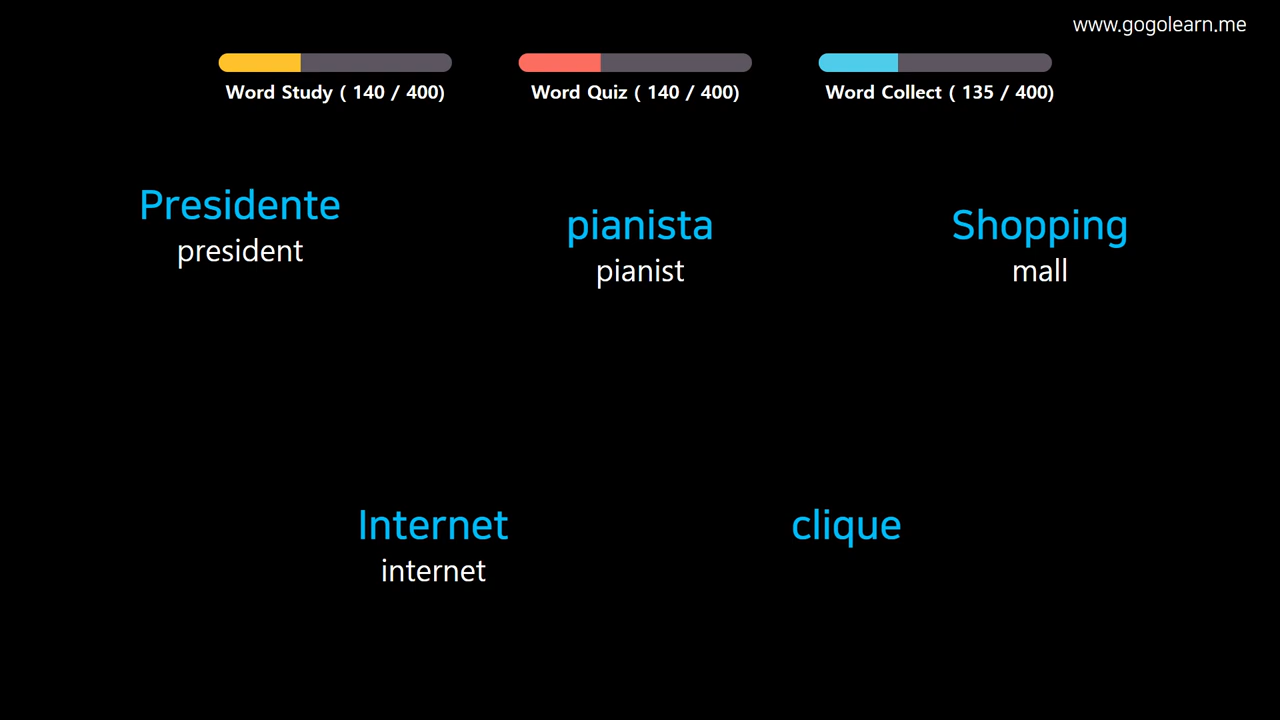 www.gogolearn.me
Word Study ( 140 / 400)
Word Quiz ( 140 / 400)
Word Collect ( 135 / 400)
Presidente
president
pianista
pianist
Shopping
mall
Internet
internet
clique